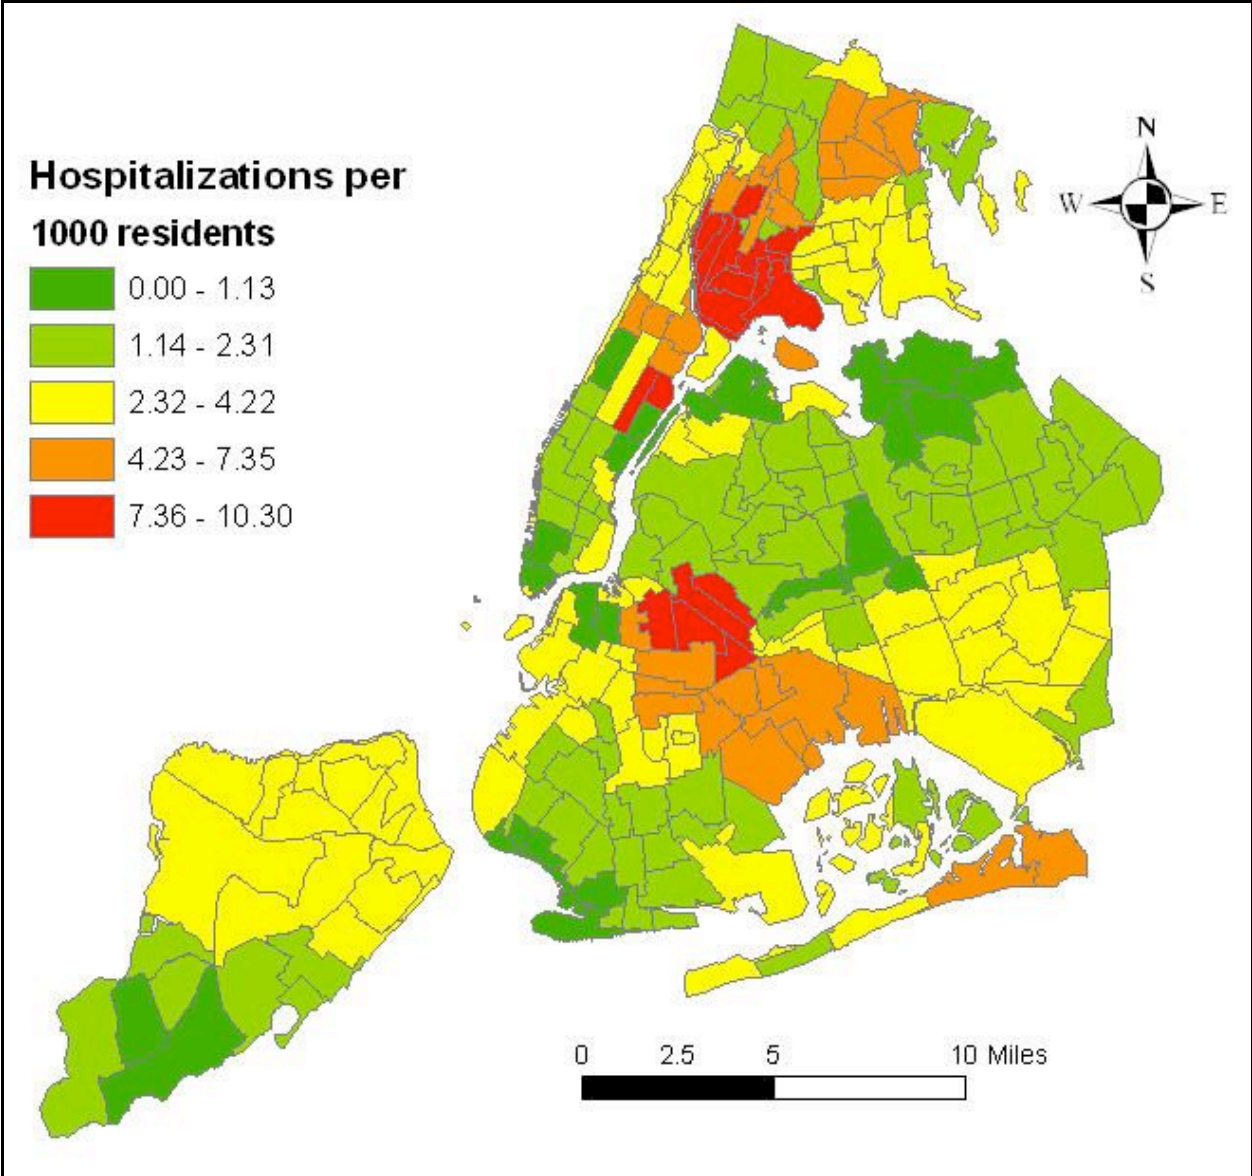 Hospitalizations per
1000 residents
0.00 - 1.13
1.14 - 2.31
2.32 - 4.22
4.23 - 7.35
7.36 - 10.30
N
W E
S
0 2.5 5 10 Miles